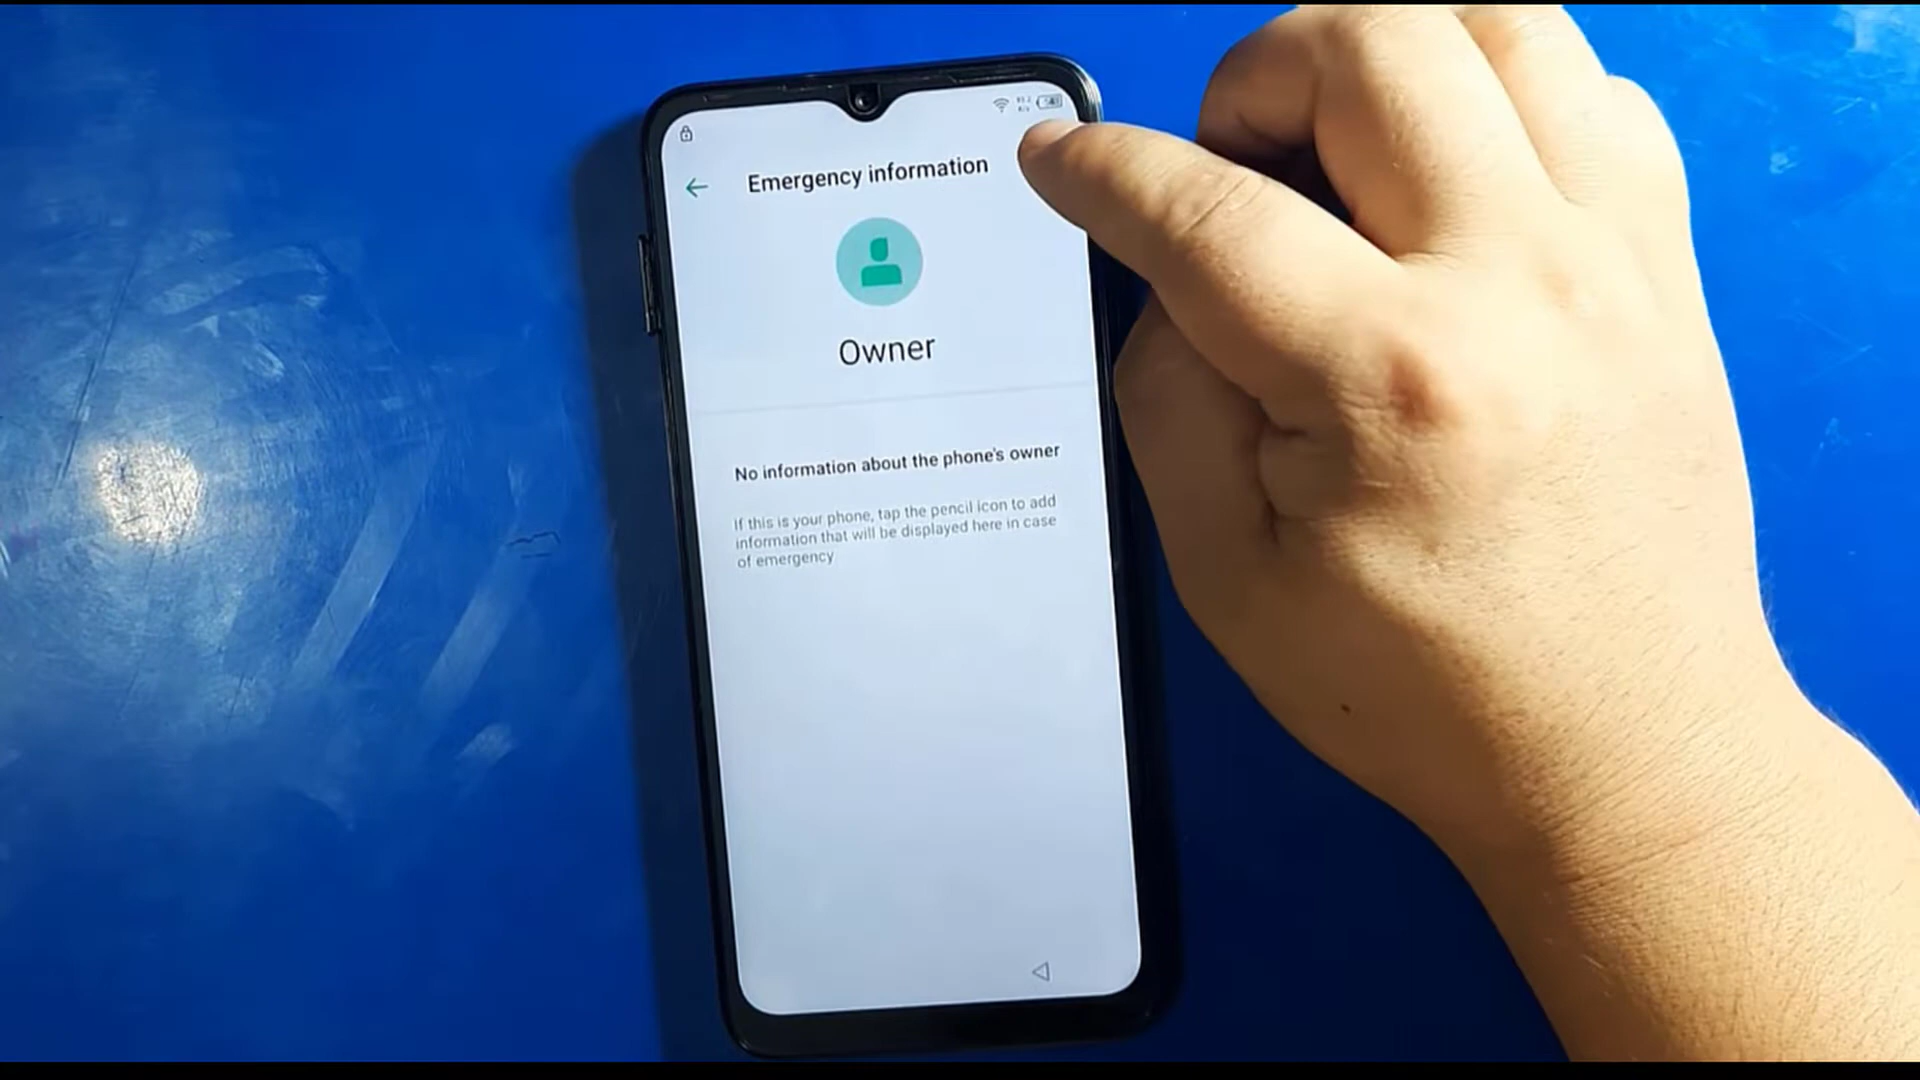 Emergency information
Owner
No information about the phone's owner
If this is your phone, tap the pencil icon to add
information that will be displayed here in case
of emergency